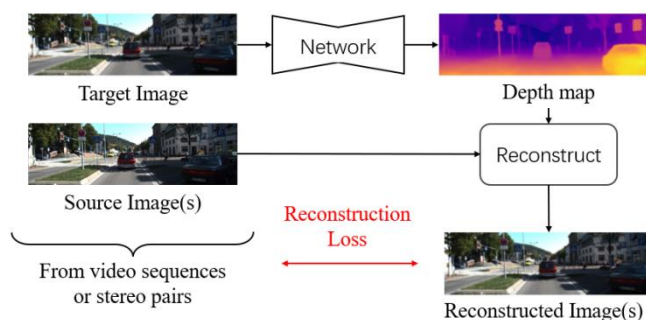 Network
Target Image
Depth map
Reconstruct
Source Image(s)
Reconstruction
Loss
From video sequences
or stereo pairs
Reconstructed Image(s)